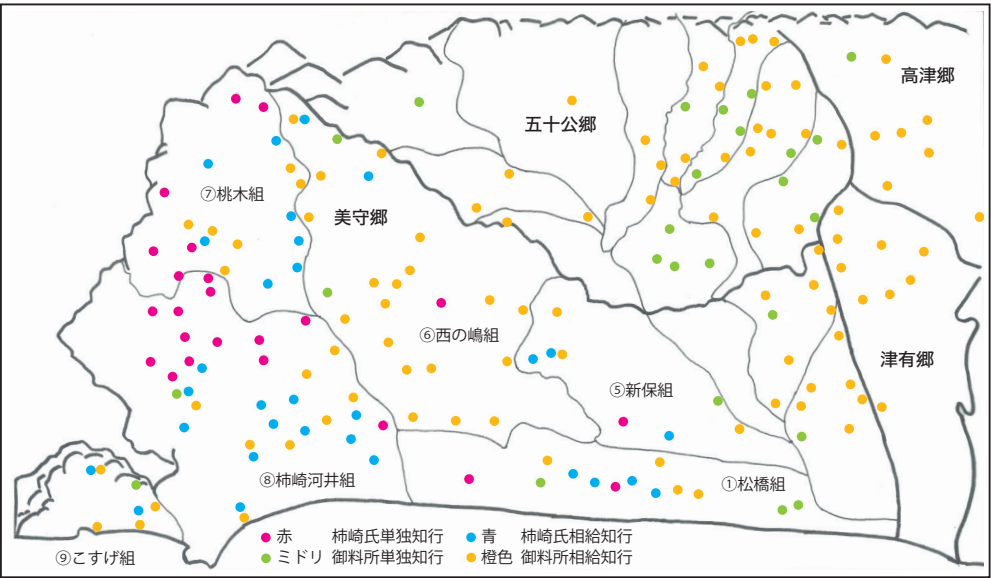 高津郷
五十公郷
⑦桃木組
美守郷
⑥西の嶋組
津有郷
⑤新保組
⑧柿崎河井組
①松橋組
赤 柿崎氏単独知行 青 柿崎氏相給知行
ミドリ 御料所単独知行 橙色 御料所相給知行
⑨こすげ組